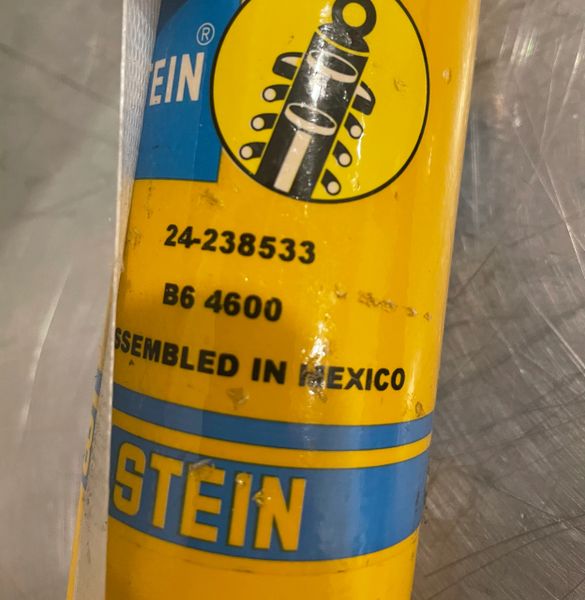 TEIN®
24-238533
B6 4600
SSEMBLED IN MEXICO
STEIN